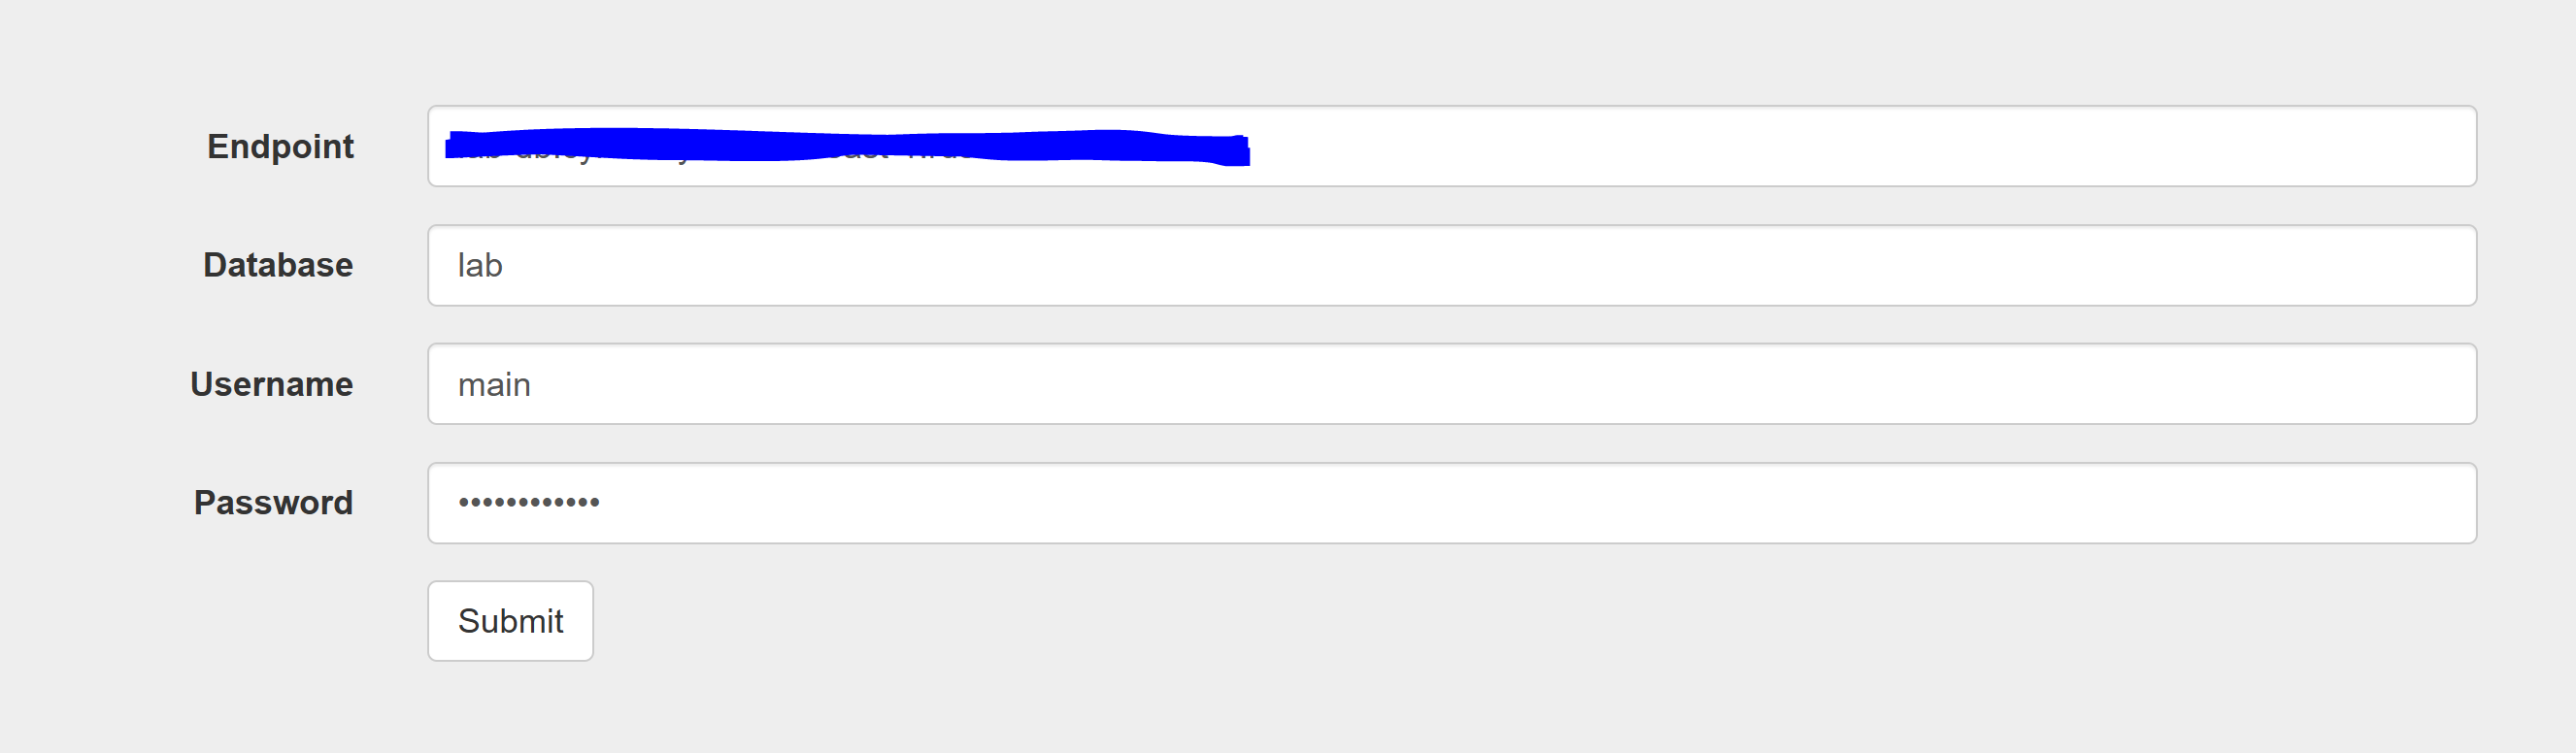 Endpoint
Database lab
Username main
Password ••••••••••••
Submit